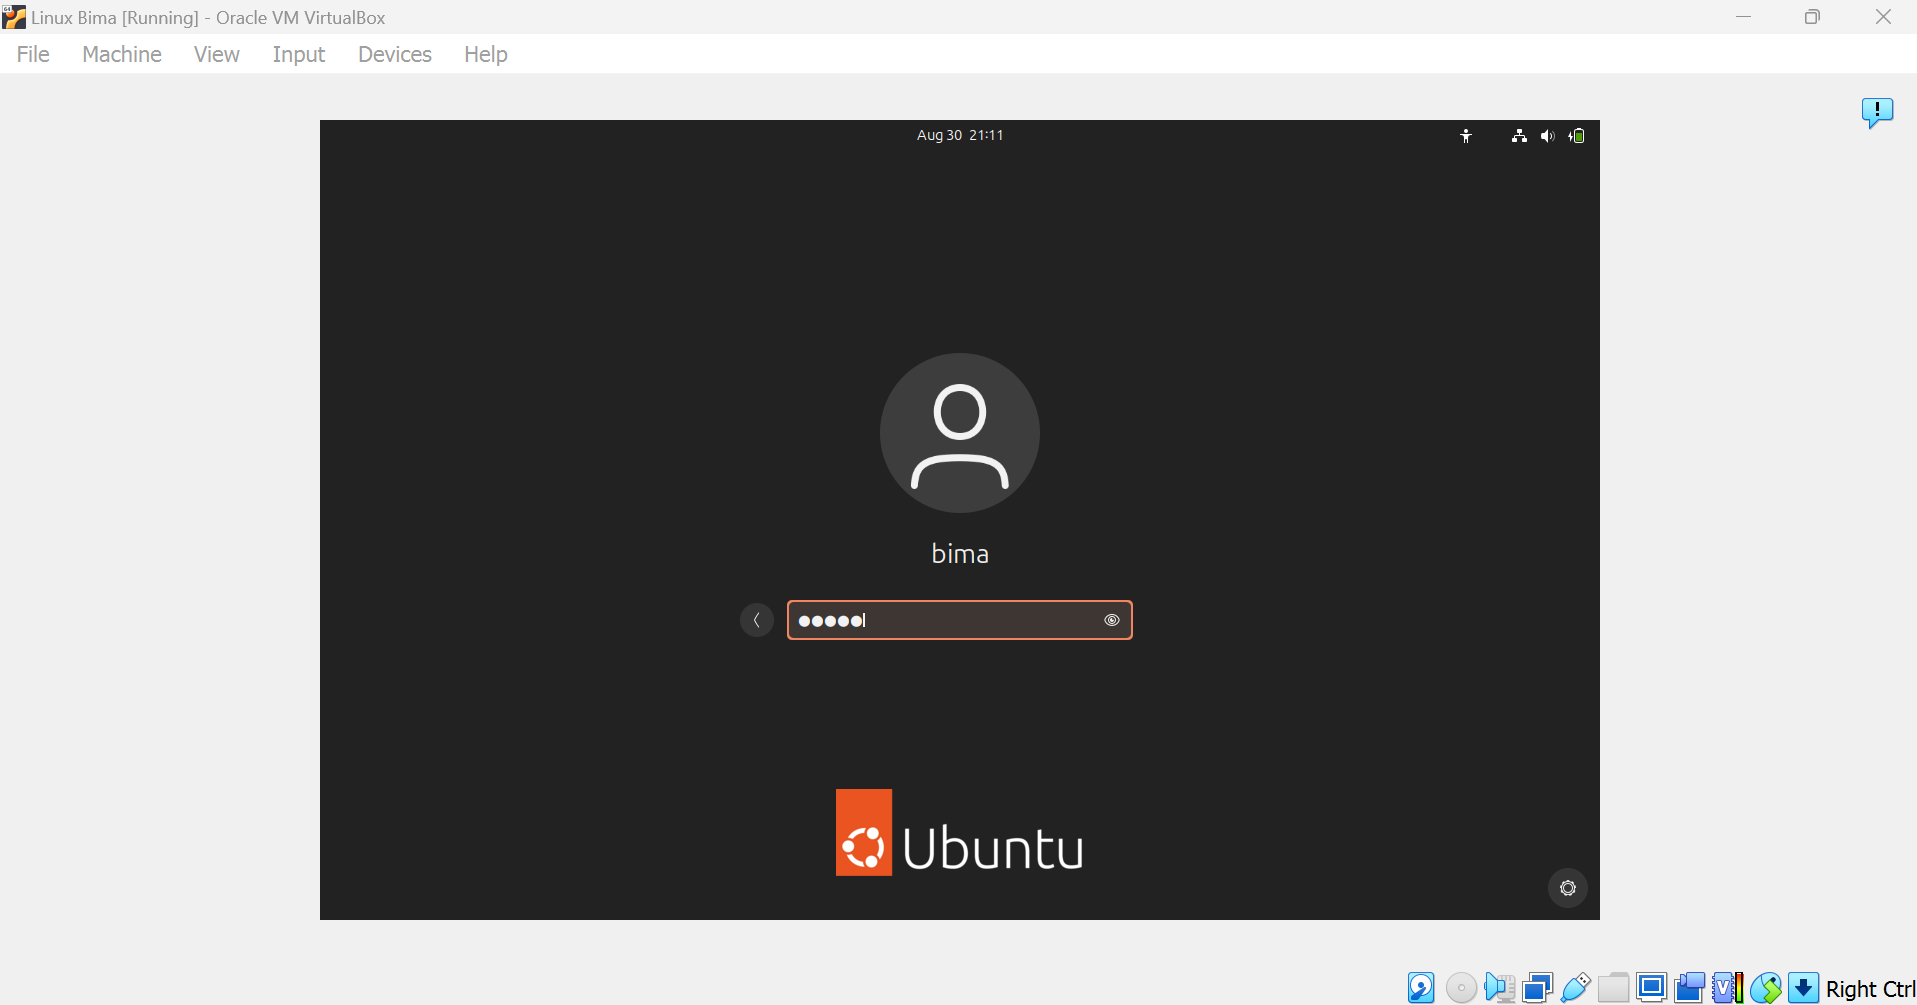 Linux Bima [Running] - Oracle VM VirtualBox
File Machine View Input Devices Help
Aug 30 21:11
bima
Ubuntu
Right Ctrl